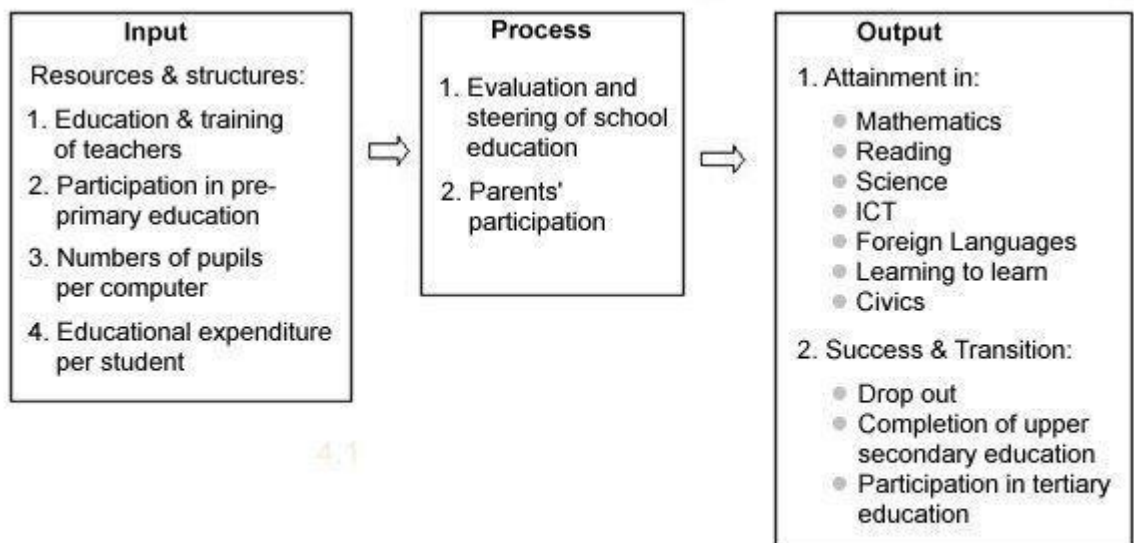 Input
Resources & structures:
1. Education & training
of teachers
2. Participation in pre-
primary education
3. Numbers of pupils
per computer
4. Educational expenditure
per student
Process
1. Evaluation and
steering of school
education
2. Parents'
participation
Output
1. Attainment in:
Mathematics
Reading
Science
ICT
Foreign Languages
Learning to learn
Civics
2. Success & Transition:
Drop out
Completion of upper
secondary education
Participation in tertiary
education
4.1